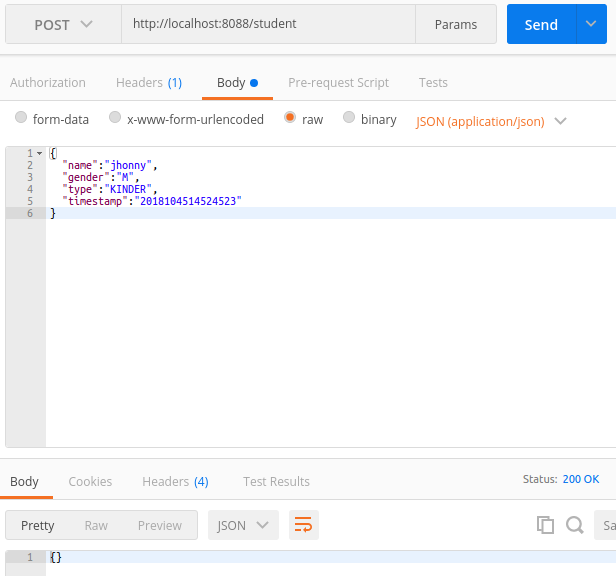 POST http://localhost:8088/student Params Send
Authorization Headers (1) Body Pre-request Script Tests
form-data x-www-form-urlencoded raw binary JSON (application/json)
1 {
2 "name":"jhonny",
3 "gender":"M",
4 "type":"KINDER",
5 "timestamp":"2018104514524523"
6 }
Body Cookies Headers (4) Test Results Status: 200 OK
Pretty Raw Preview JSON Sa
1 {}